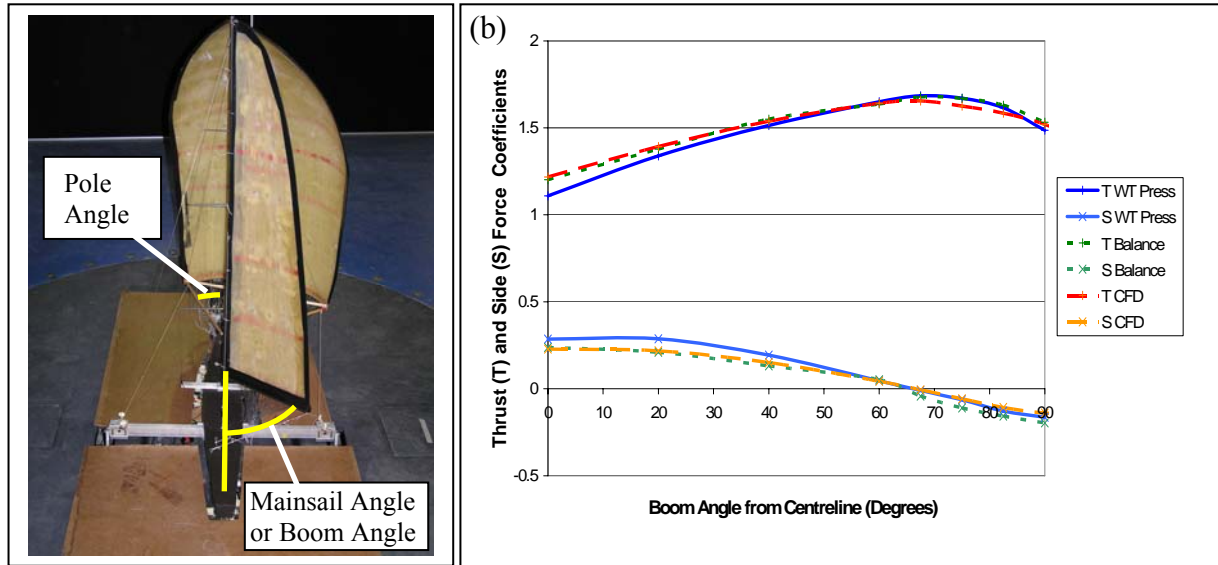 Pole
Angle
Mainsail Angle
or Boom Angle
(b)
Thrust (T) and Side (S) Force Coefficients
2
1.5
1
0.5
0
-0.5
0 10 20 30 40 50 60 70 80 90
Boom Angle from Centreline (Degrees)
T WT Press
S WT Press
T Balance
S Balance
T CFD
S CFD